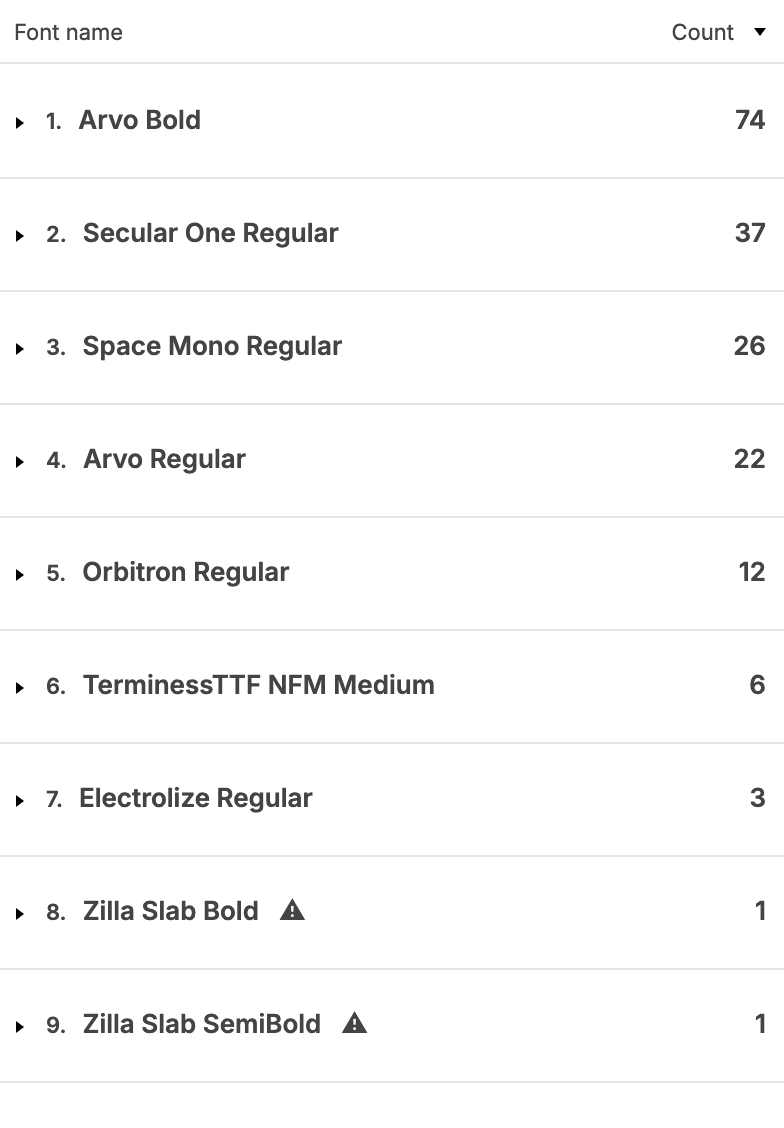 Font name Count
1. Arvo Bold 74
2. Secular One Regular 37
3. Space Mono Regular 26
4. Arvo Regular 22
5. Orbitron Regular 12
6. TerminessTTF NFM Medium 6
7. Electrolize Regular 3
8. Zilla Slab Bold 1
9. Zilla Slab SemiBold 1